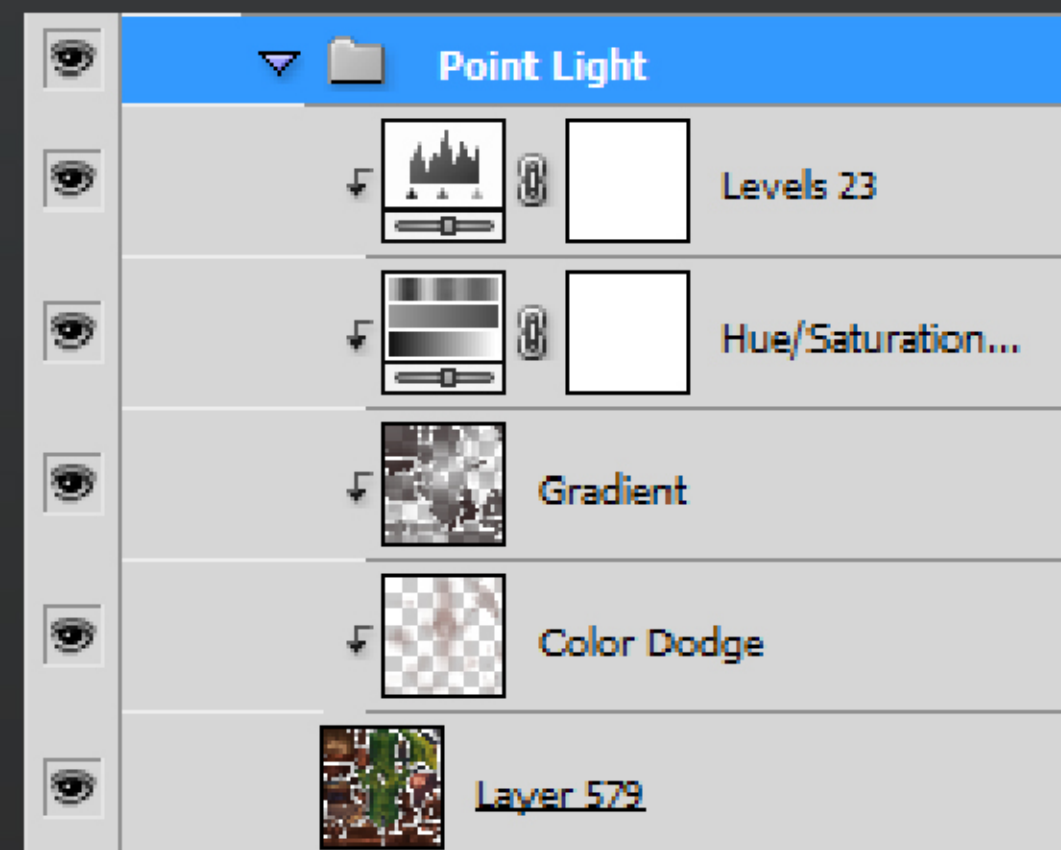 Point Light
Levels 23
Hue/Saturation...
Gradient
Color Dodge
Layer 579